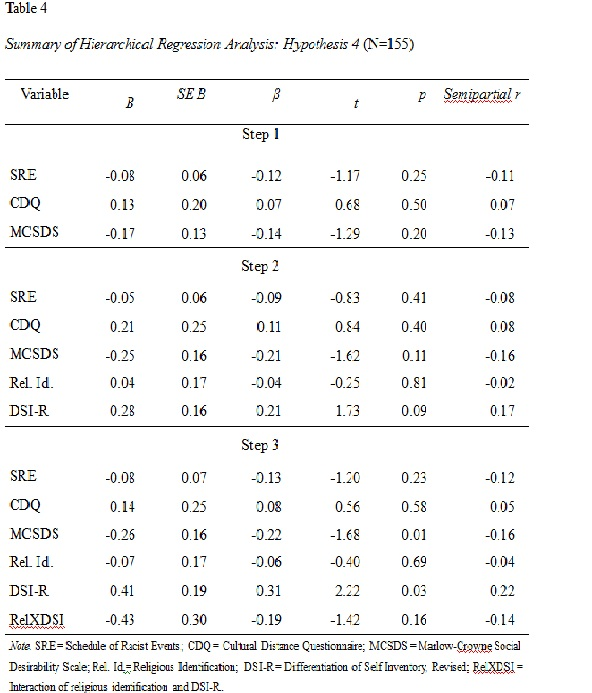 Table 4
Summary of Hierarchical Regression Analysis: Hypothesis 4 (N=155)
Variable B SE B β t p Semipartial r
Step 1
SRE -0.08 0.06 -0.12 -1.17 0.25 -0.11
CDQ 0.13 0.20 0.07 0.68 0.50 0.07
MCSDS -0.17 0.13 -0.14 -1.29 0.20 -0.13
Step 2
SRE -0.05 0.06 -0.09 -0.83 0.41 -0.08
CDQ 0.21 0.25 0.11 0.84 0.40 0.08
MCSDS -0.25 0.16 -0.21 -1.62 0.11 -0.16
Rel. Id. 0.04 0.17 -0.04 -0.25 0.81 -0.02
DSI-R 0.28 0.16 0.21 1.73 0.09 0.17
Step 3
SRE -0.08 0.07 -0.13 -1.20 0.23 -0.12
CDQ 0.14 0.25 0.08 0.56 0.58 0.05
MCSDS -0.26 0.16 -0.22 -1.68 0.01 -0.16
Rel. Id. -0.07 0.17 -0.06 -0.40 0.69 -0.04
DSI-R 0.41 0.19 0.31 2.22 0.03 0.22
RelXDSI -0.43 0.30 -0.19 -1.42 0.16 -0.14
Note. SRE= Schedule of Racist Events; CDQ = Cultural Distance Questionnaire; MCSDS = Marlow-Crowne Social
Desirability Scale; Rel. Id.= Religious Identification; DSI-R= Differentiation of Self Inventory, Revised; RelXDSI =
Interaction of religious identification and DSI-R.